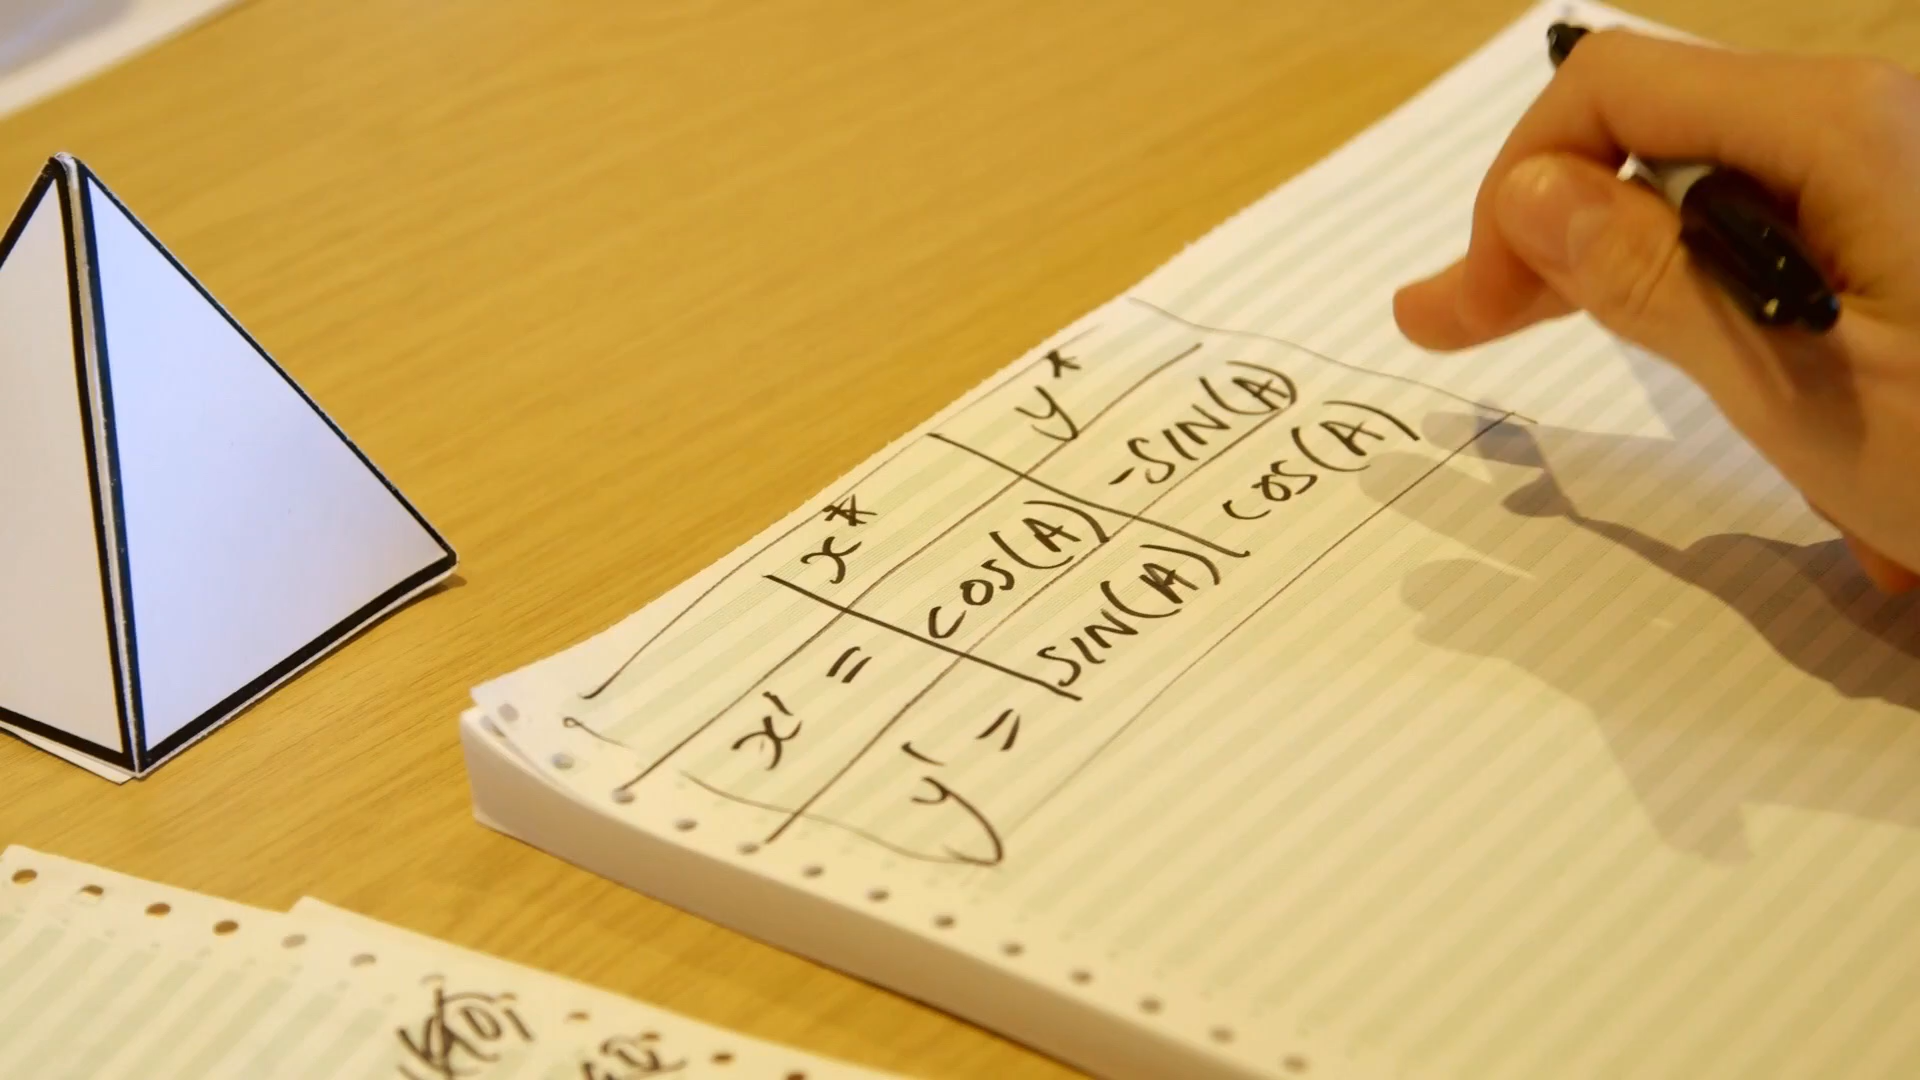 x* y*
x' = cos(A) -SIN(A)
y' = SIN(A) cos(A)